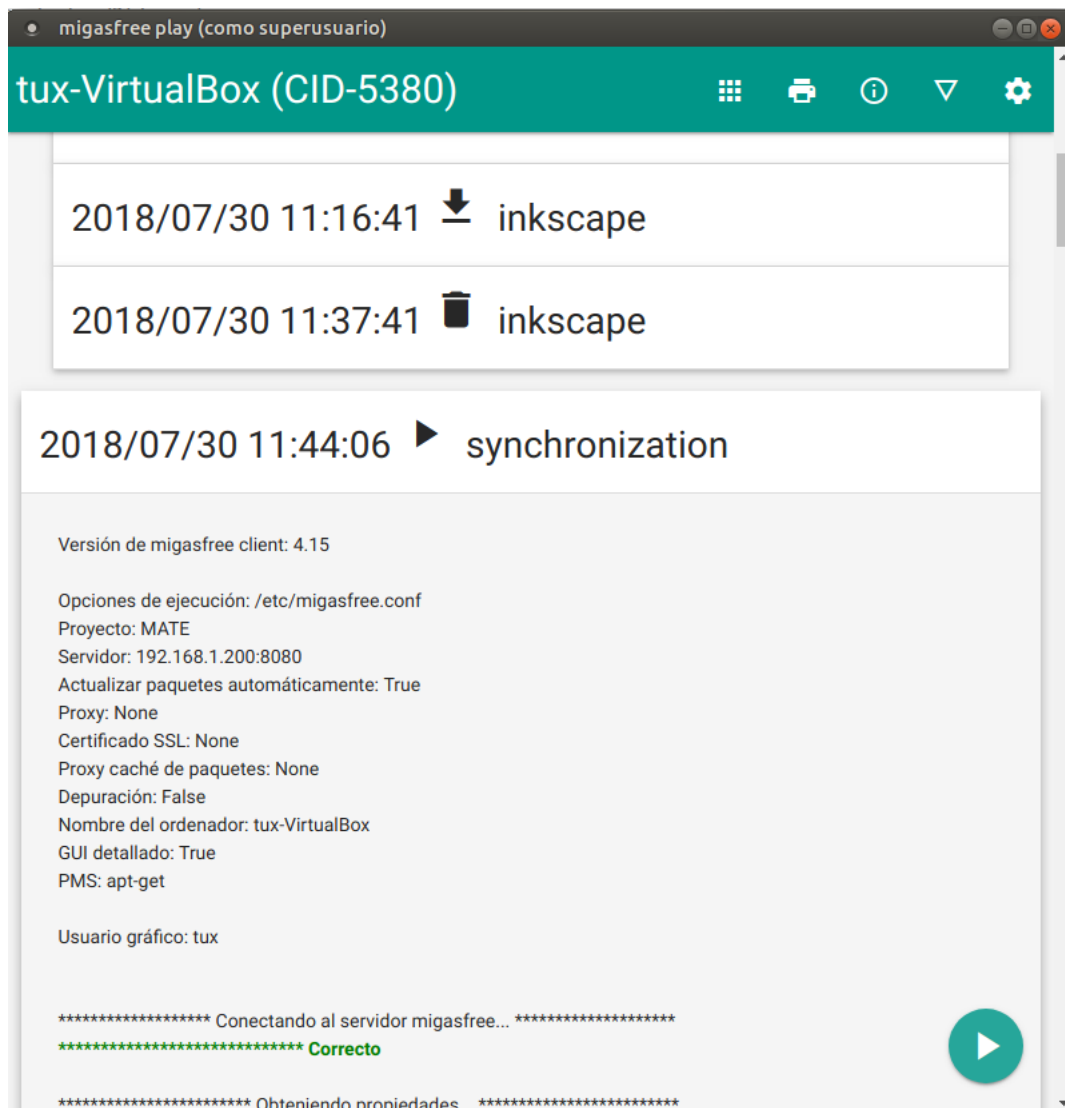 migasfree play (como superusuario)
tux-VirtualBox (CID-5380)
2018/07/30 11:16:41 inkscape
2018/07/30 11:37:41 inkscape
2018/07/30 11:44:06 synchronization
Versión de migasfree client: 4.15
Opciones de ejecución: /etc/migasfree.conf
Proyecto: MATE
Servidor: 192.168.1.200:8080
Actualizar paquetes automáticamente: True
Proxy: None
Certificado SSL: None
Proxy caché de paquetes: None
Depuración: False
Nombre del ordenador: tux-VirtualBox
GUI detallado: True
PMS: apt-get
Usuario gráfico: tux
******************* Conectando al servidor migasfree... ********************
***************************** Correcto
************************ Obteniendo propiedades... *************************